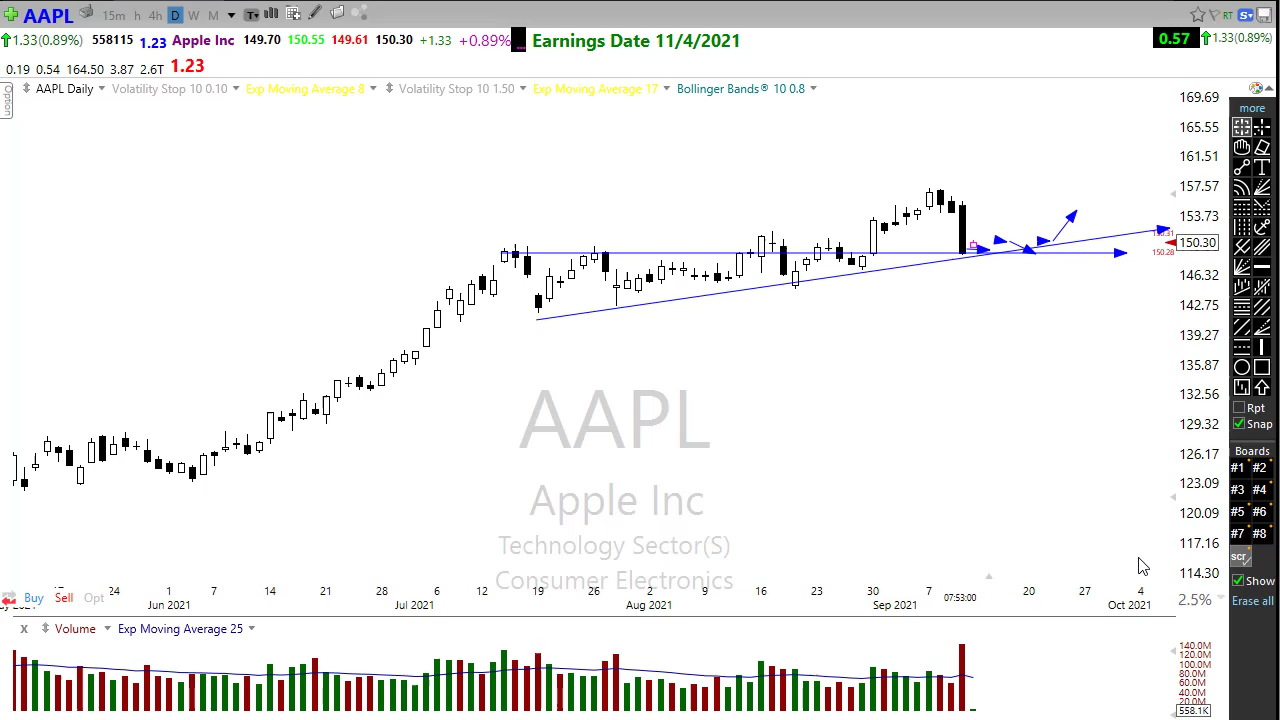 AAPL 15m h 4h D W M T RT S
1.33(0.89%) 558115 1.23 Apple Inc 149.70 150.55 149.61 150.30 +1.33 +0.89% Earnings Date 11/4/2021 0.57 1.33(0.89%)
0.19 0.54 164.50 3.87 2.6T 1.23
Option
AAPL Daily Volatility Stop 10 0.10 Exp Moving Average 8 Volatility Stop 10 1.50 Exp Moving Average 17 Bollinger Bands® 10 0.8
169.69
165.55
161.51
157.57
153.73
150.31
150.30
150.28
146.32
142.75
139.27
135.87
132.56
129.32
126.17
123.09
120.09
117.16
114.30
more
Rpt
Snap
Boards
#1 #2
#3 #4
#5 #6
#7 #8
scr
Show
Erase all
AAPL
Apple Inc
Technology Sector(S)
Consumer Electronics
24 1 7 14 21 28 6 12 19 26 2 9 16 23 30 7 20 27 4
Buy Sell Opt
2021 Jun 2021 Jul 2021 Aug 2021 Sep 2021 07:53:00 Oct 2021
2.5%
X Volume Exp Moving Average 25
140.0M
120.0M
100.0M
80.0M
60.0M
40.0M
20.0M
558.1K